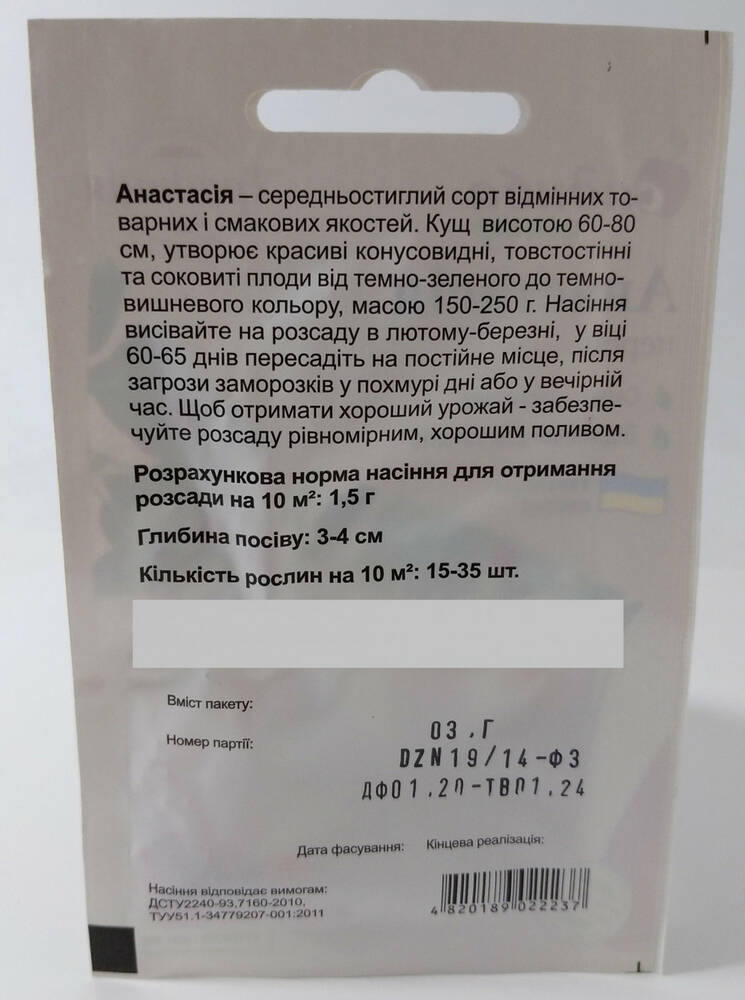 Анастасія – середньостиглий сорт відмінних то-
варних і смакових якостей. Кущ висотою 60-80
см, утворює красиві конусовидні, товстостінні
та соковиті плоди від темно-зеленого до темно-
вишневого кольору, масою 150-250 г. Насіння
висівайте на розсаду в лютому-березні, у віці
60-65 днів пересадіть на постійне місце, після
загрози заморозків у похмурі дні або у вечірній
час. Щоб отримати хороший урожай - забезпе-
чуйте розсаду рівномірним, хорошим поливом.
Розрахункова норма насіння для отримання
розсади на 10 м²: 1,5 г
Глибина посіву: 3-4 см
Кількість рослин на 10 м²: 15-35 шт.
Вміст пакету:
03.Г
Номер партії:
DZN19/14-Ф3
ДФ01.20-ТВ01.24
Дата фасування: Кінцева реалізація:
Насіння відповідає вимогам:
ДСТУ2240-93,7160-2010,
ТУУ51.1-34779207-001:2011
4 820189 022237